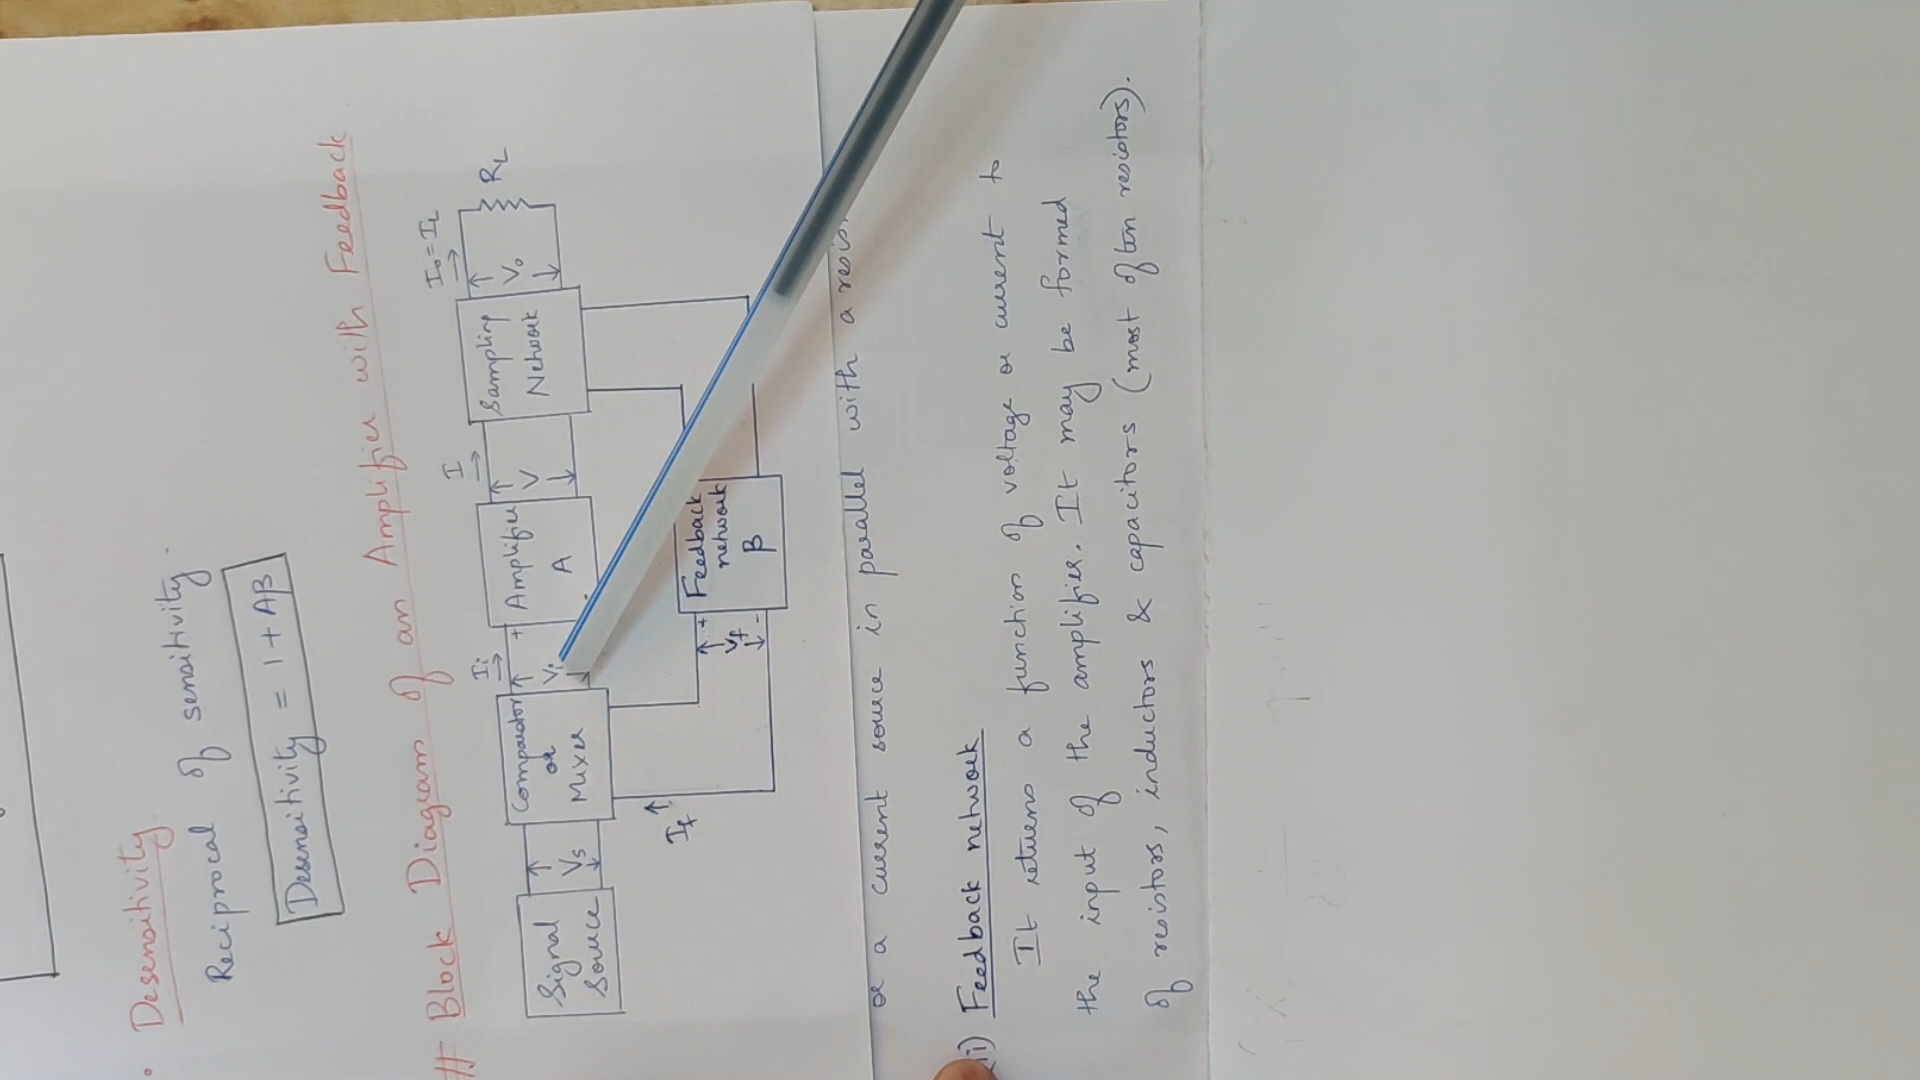 • Desensitivity
Reciprocal of sensitivity.
Desensitivity = 1 + Aβ
# Block Diagram of an Amplifier with Feedback
Signal
Source
Vs
Comparator
or
Mixer
Ii
+
Vi
Amplifier
A
I
V
Sampling
Network
Io = IL
Vo
RL
If
+
Vf
-
Feedback
network
β
or a current source in parallel with a
ii) Feedback network
It returns a function of voltage or current to
the input of the amplifier. It may be formed
of resistors, inductors & capacitors (most often resistors).